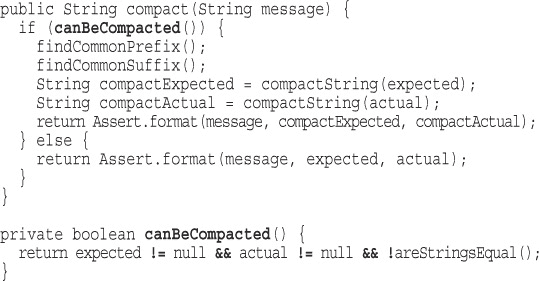 public String compact(String message) {
  if (canBeCompacted()) {
    findCommonPrefix();
    findCommonSuffix();
    String compactExpected = compactString(expected);
    String compactActual = compactString(actual);
    return Assert.format(message, compactExpected, compactActual);
  } else {
    return Assert.format(message, expected, actual);
  }
}

private boolean canBeCompacted() {
  return expected != null && actual != null && !areStringsEqual();
}